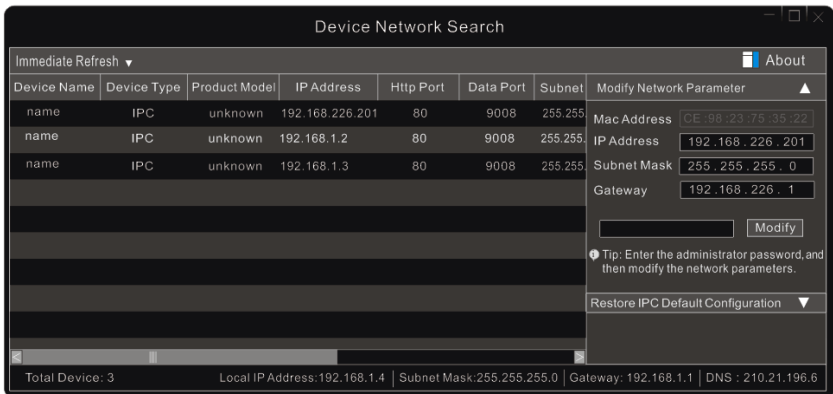 Device Network Search
Immediate Refresh ▼ About
Device Name Device Type Product Model IP Address Http Port Data Port Subnet
name IPC unknown 192.168.226.201 80 9008 255.255.
name IPC unknown 192.168.1.2 80 9008 255.255.
name IPC unknown 192.168.1.3 80 9008 255.255.
Modify Network Parameter ▲
Mac Address CE:98:23:75:35:22
IP Address 192.168.226.201
Subnet Mask 255.255.255.0
Gateway 192.168.226.1
Modify
Tip: Enter the administrator password, and
then modify the network parameters.
Restore IPC Default Configuration ▼
Total Device: 3 Local IP Address:192.168.1.4 Subnet Mask:255.255.255.0 Gateway: 192.168.1.1 DNS : 210.21.196.6